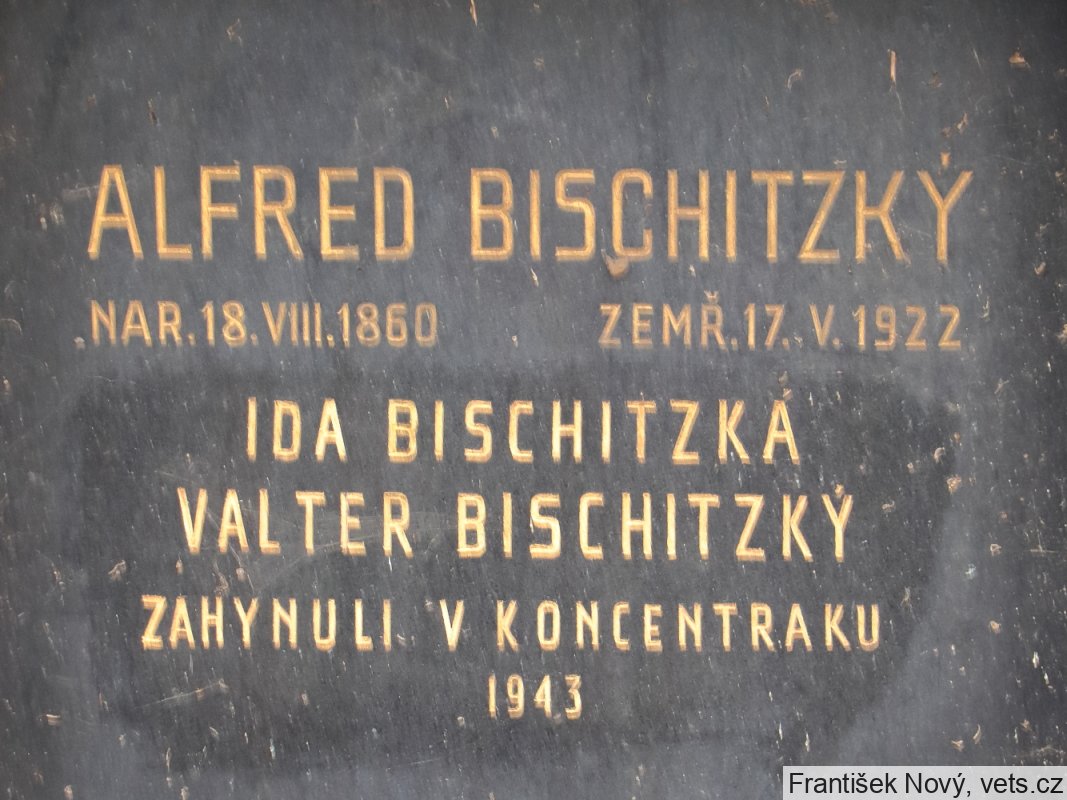 ALFRED BISCHITZKÝ
NAR. 18. VIII. 1860 ZEMŘ. 17. V. 1922
IDA BISCHITZKÁ
VALTER BISCHITZKÝ
ZAHYNULI V KONCENTRAKU
1943
František Nový, vets.cz